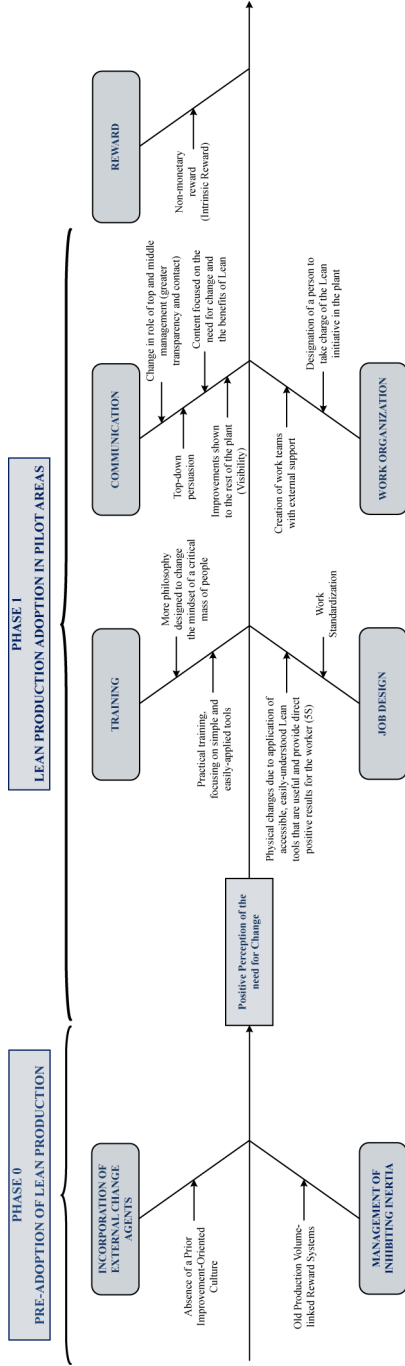 PHASE 0
PRE-ADOPTION OF LEAN PRODUCTION
INCORPORATION OF
EXTERNAL CHANGE
AGENTS
Absence of a Prior
Improvement-Oriented
Culture
Old Production Volume-
linked Reward Systems
MANAGEMENT OF
INHIBITING INERTIA
Positive Perception of the
need for Change
PHASE 1
LEAN PRODUCTION ADOPTION IN PILOT AREAS
TRAINING
More philosophy
designed to change
the mindset of a critical
mass of people
Practical training,
focusing on simple and
easily-applied tools
Physical changes due to application of
accessible, easily-understood Lean
tools that are useful and provide direct
positive results for the worker (5S)
Work
Standardization
JOB DESIGN
COMMUNICATION
Change in role of top and middle
management (greater
transparency and contact)
Top-down
persuasion
Content focused on the
need for change and
the benefits of Lean
Improvements shown
to the rest of the plant
(Visibility)
Creation of work teams
with external support
Designation of a person to
take charge of the Lean
initiative in the plant
WORK ORGANIZATION
REWARD
Non-monetary
reward
(Intrinsic Reward)